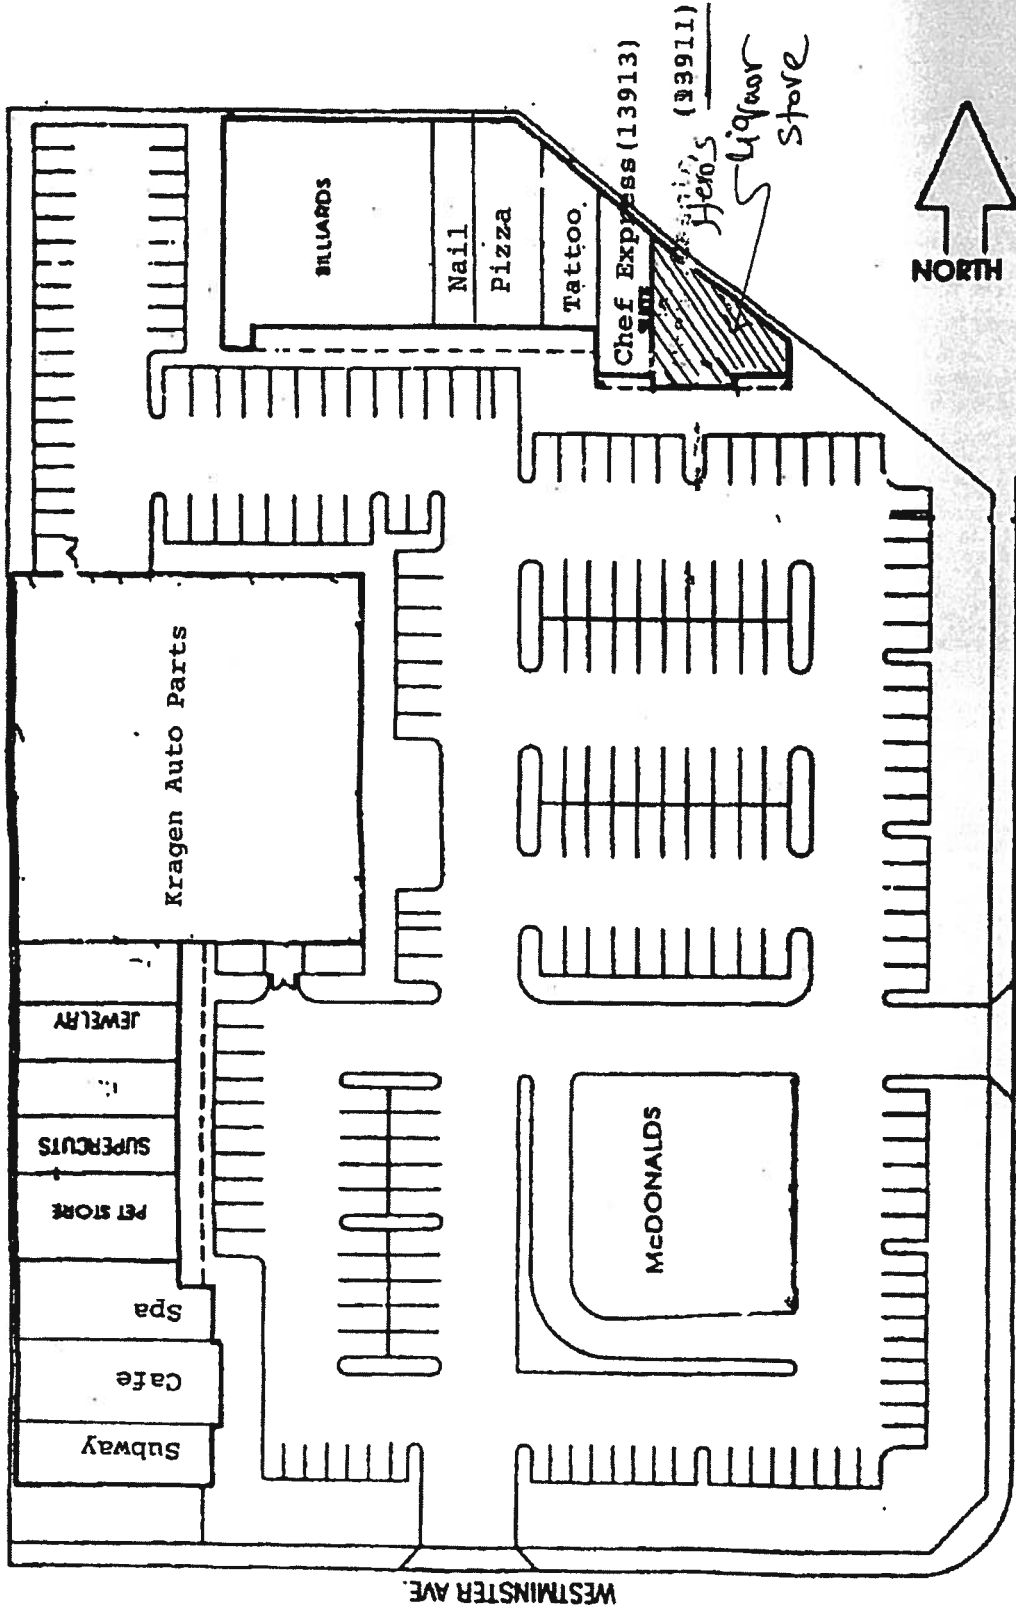 BILLIARDS
Nail
Pizza
Tattoo.
Chef Express (13913)
Hero's (13911)
Liquor
Store
NORTH
Kragen Auto Parts
JEWELRY
SUPERCUTS
PET STORE
Spa
Cafe
Subway
McDONALDS
WESTMINSTER AVE.